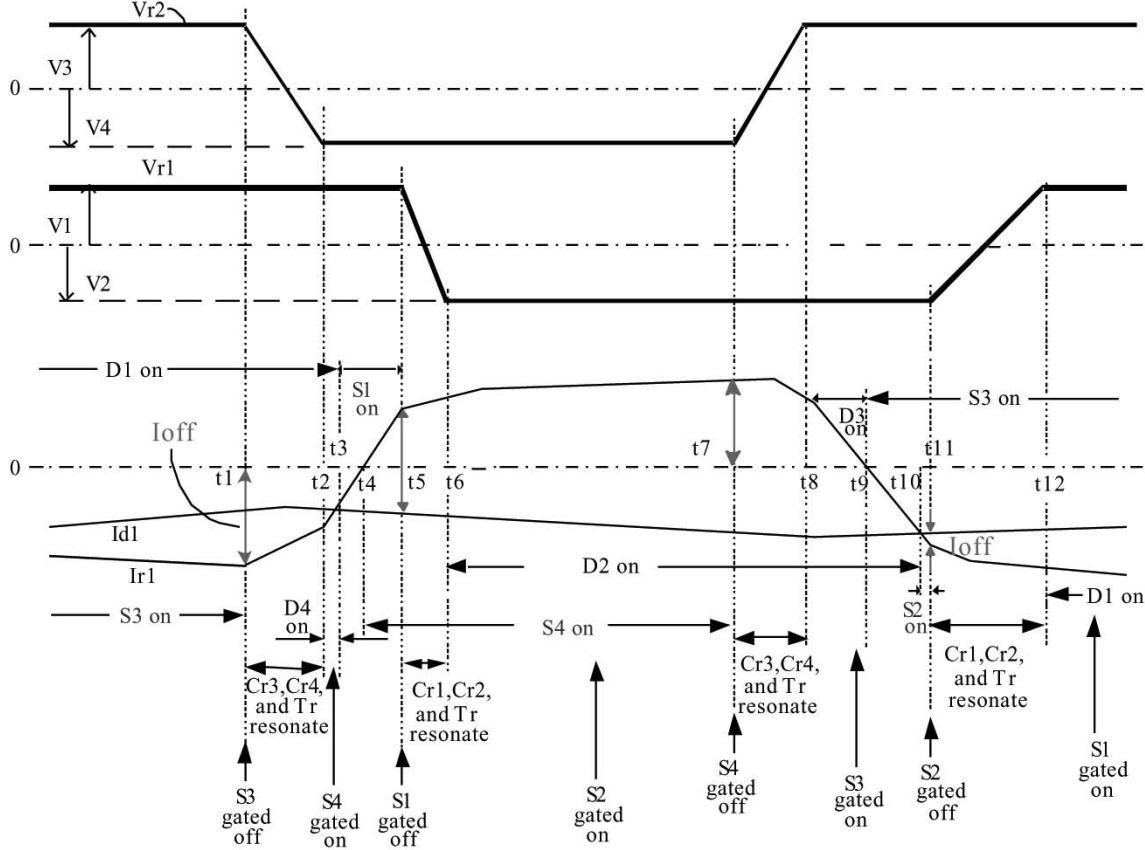 Vr2
V3
0
V4
Vr1
V1
0
V2
D1 on
S1
on
D3
on
S3 on
Ioff
t1
t3
t7
t11
0
t2
t4
t5
t6
t8
t9
t10
t12
Id1
Ioff
Ir1
D2 on
S3 on
D4
on
S4 on
S2
on
D1 on
Cr3,Cr4,
and Tr
resonate
Cr1,Cr2,
and Tr
resonate
Cr3,Cr4,
and Tr
resonate
Cr1,Cr2,
and Tr
resonate
S3
gated
off
S4
gated
on
S1
gated
off
S2
gated
on
S4
gated
off
S3
gated
on
S2
gated
off
S1
gated
on